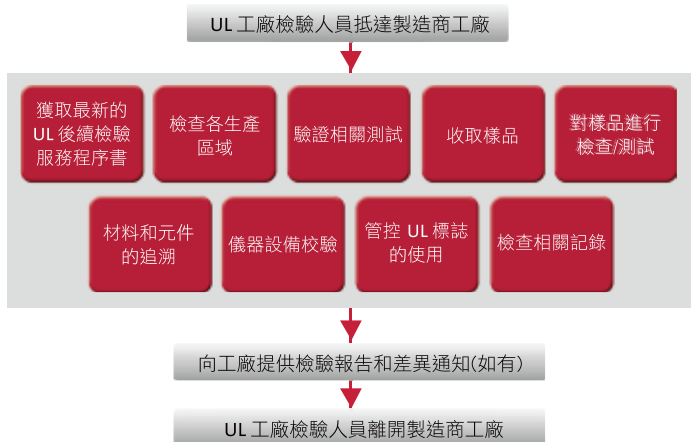 UL 工廠檢驗人員抵達製造商工廠
獲取最新的
UL 後續檢驗
服務程序書
檢查各生產
區域
驗證相關測試
收取樣品
對樣品進行
檢查/測試
材料和元件
的追溯
儀器設備校驗
管控 UL 標誌
的使用
檢查相關記錄
向工廠提供檢驗報告和差異通知(如有)
UL 工廠檢驗人員離開製造商工廠